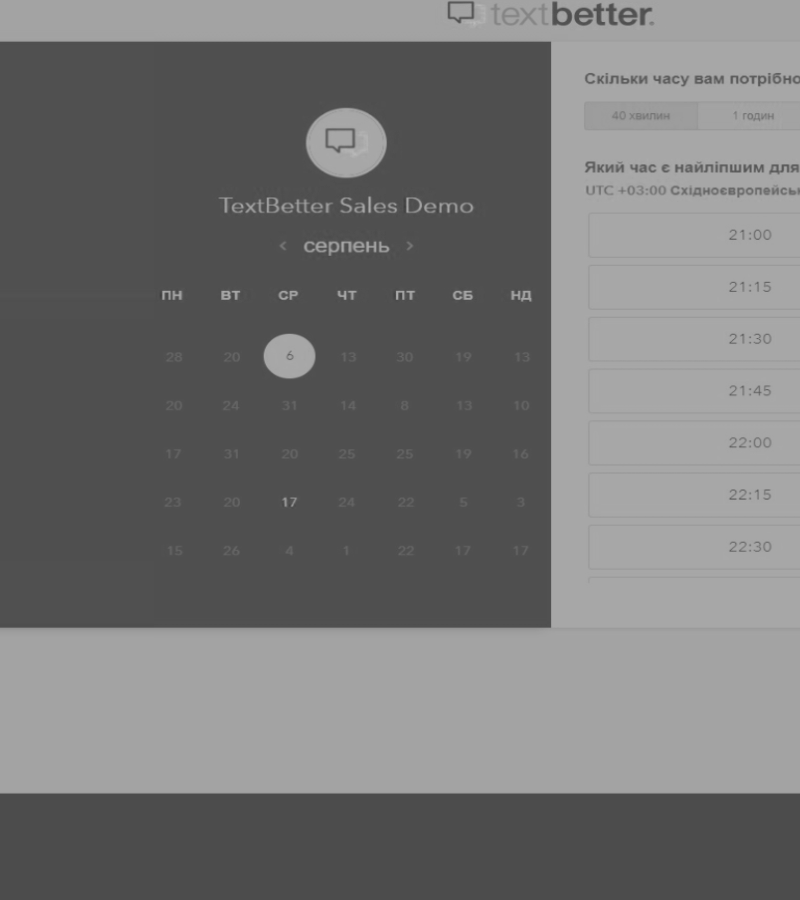 textbetter.
TextBetter Sales Demo
< серпень >
ПН ВТ СР ЧТ ПТ СБ НД
28 20 6 13 30 19 13
20 24 31 14 8 13 10
17 31 20 25 25 19 16
23 20 17 24 22 5 3
15 26 4 1 22 17 17
Скільки часу вам потрібно
40 хвилин 1 годин
Який час є найліпшим для
UTC +03:00 Східноєвропейськ
21:00
21:15
21:30
21:45
22:00
22:15
22:30